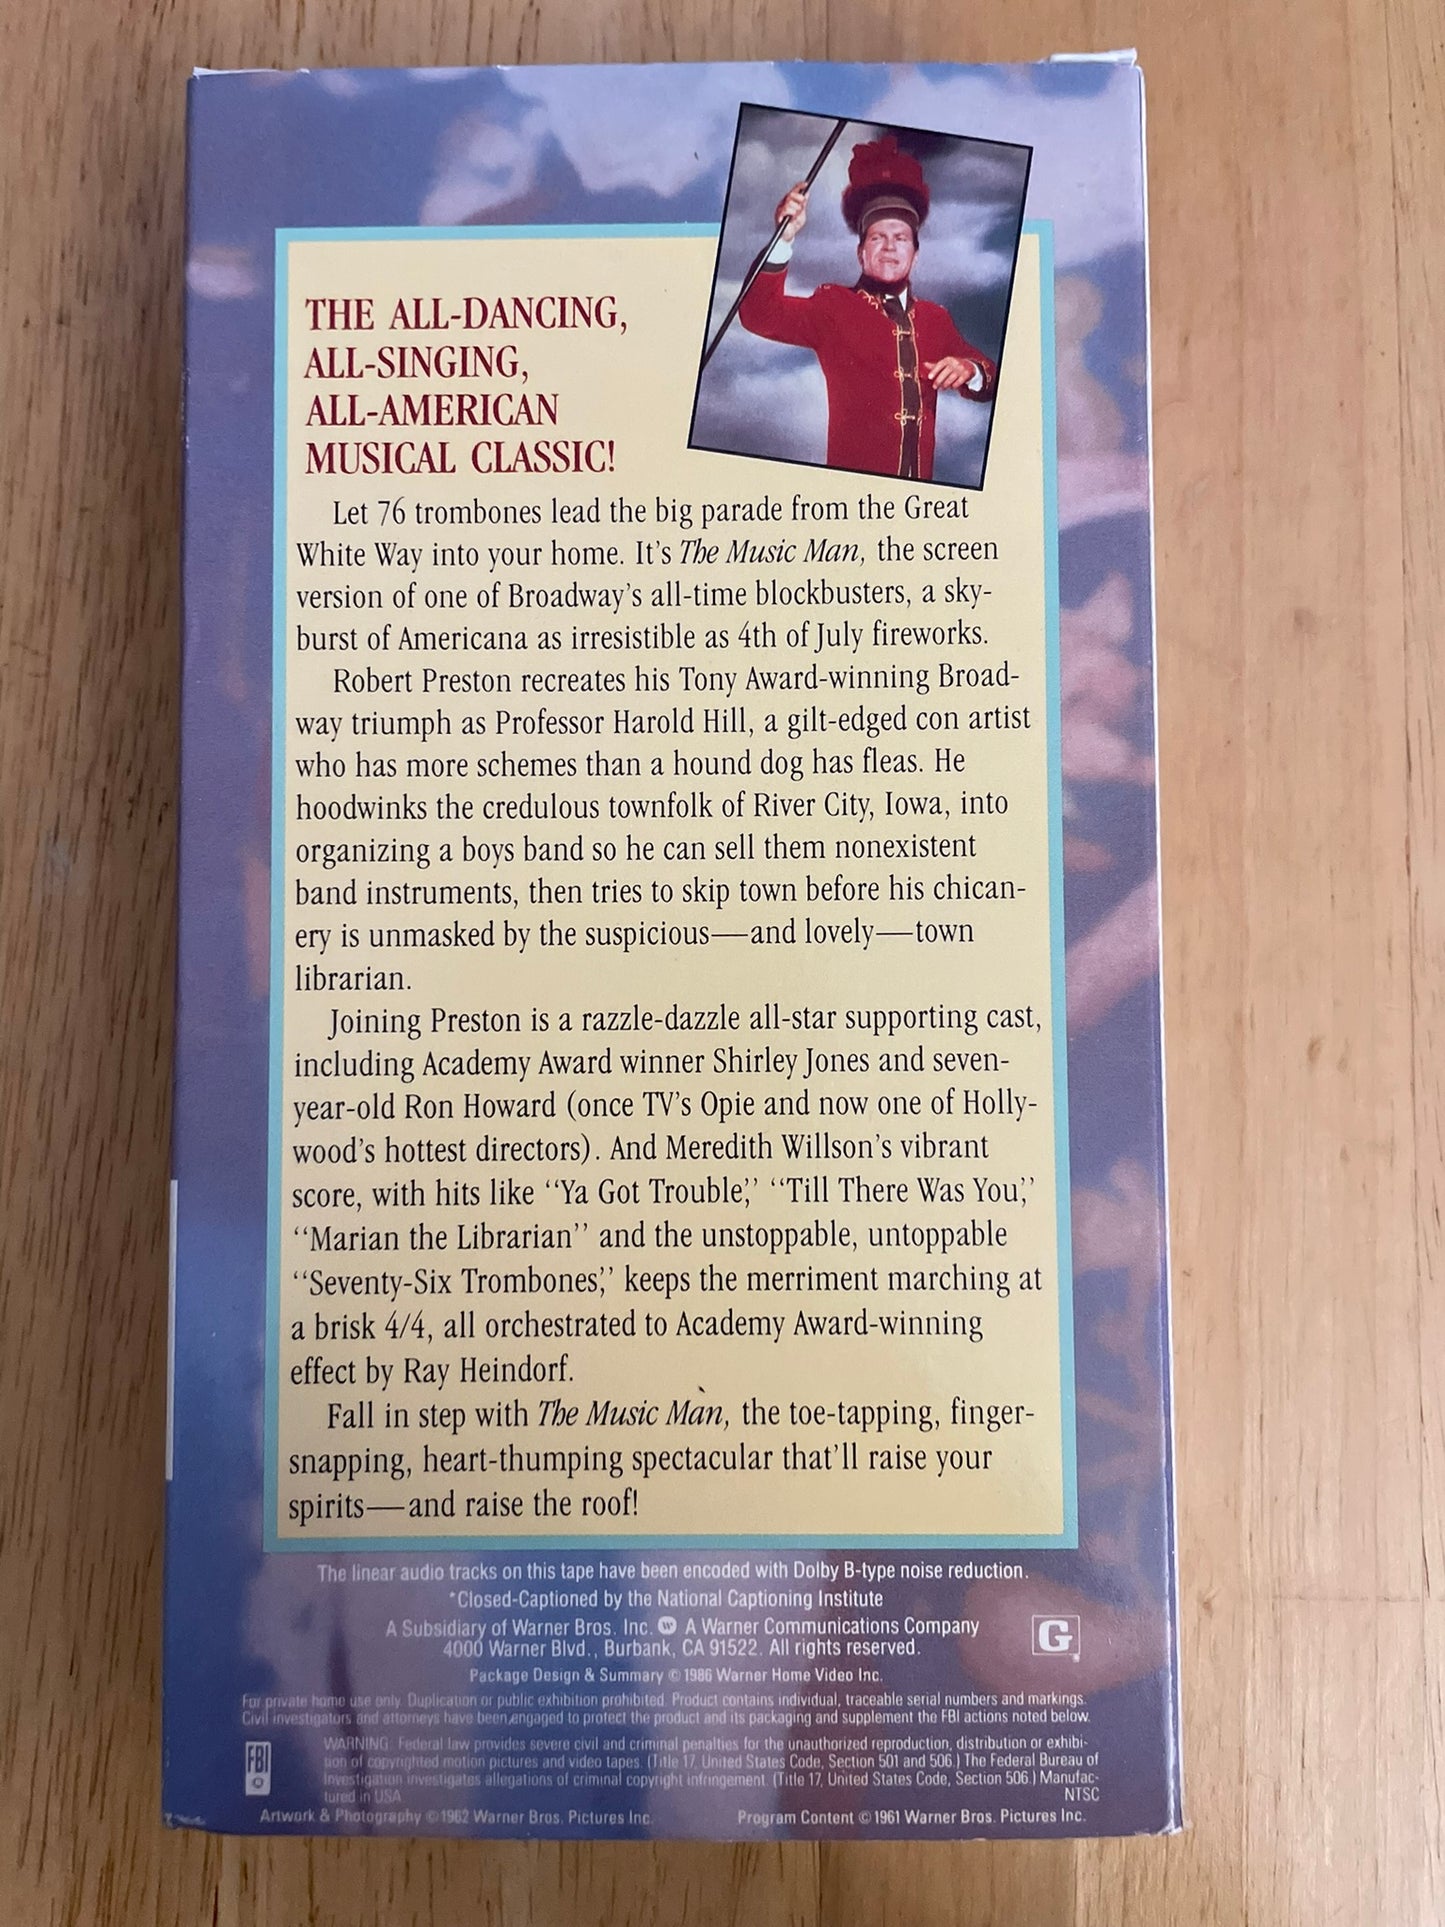 THE ALL-DANCING,
ALL-SINGING,
ALL-AMERICAN
MUSICAL CLASSIC!
Let 76 trombones lead the big parade from the Great
White Way into your home. It's The Music Man, the screen
version of one of Broadway's all-time blockbusters, a sky-
burst of Americana as irresistible as 4th of July fireworks.
Robert Preston recreates his Tony Award-winning Broad-
way triumph as Professor Harold Hill, a gilt-edged con artist
who has more schemes than a hound dog has fleas. He
hoodwinks the credulous townfolk of River City, Iowa, into
organizing a boys band so he can sell them nonexistent
band instruments, then tries to skip town before his chican-
ery is unmasked by the suspicious—and lovely—town
librarian.
Joining Preston is a razzle-dazzle all-star supporting cast,
including Academy Award winner Shirley Jones and seven-
year-old Ron Howard (once TV's Opie and now one of Holly-
wood's hottest directors). And Meredith Willson's vibrant
score, with hits like "Ya Got Trouble," "Till There Was You,"
"Marian the Librarian" and the unstoppable, untoppable
"Seventy-Six Trombones," keeps the merriment marching at
a brisk 4/4, all orchestrated to Academy Award-winning
effect by Ray Heindorf.
Fall in step with The Music Man, the toe-tapping, finger-
snapping, heart-thumping spectacular that'll raise your
spirits—and raise the roof!
The linear audio tracks on this tape have been encoded with Dolby B-type noise reduction.
*Closed-Captioned by the National Captioning Institute
A Subsidiary of Warner Bros. Inc. W A Warner Communications Company
4000 Warner Blvd., Burbank, CA 91522. All rights reserved.
G
Package Design & Summary © 1986 Warner Home Video Inc.
For private home use only. Duplication or public exhibition prohibited. Product contains individual, traceable serial numbers and markings.
Civil investigators and attorneys have been engaged to protect the product and its packaging and supplement the FBI actions noted below.
FBI
WARNING: Federal law provides severe civil and criminal penalties for the unauthorized reproduction, distribution or exhibi-
tion of copyrighted motion pictures and video tapes. (Title 17, United States Code, Section 501 and 506.) The Federal Bureau of
Investigation investigates allegations of criminal copyright infringement. (Title 17, United States Code, Section 506.) Manufac-
tured in USA
NTSC
Artwork & Photography © 1962 Warner Bros. Pictures Inc.
Program Content © 1961 Warner Bros. Pictures Inc.